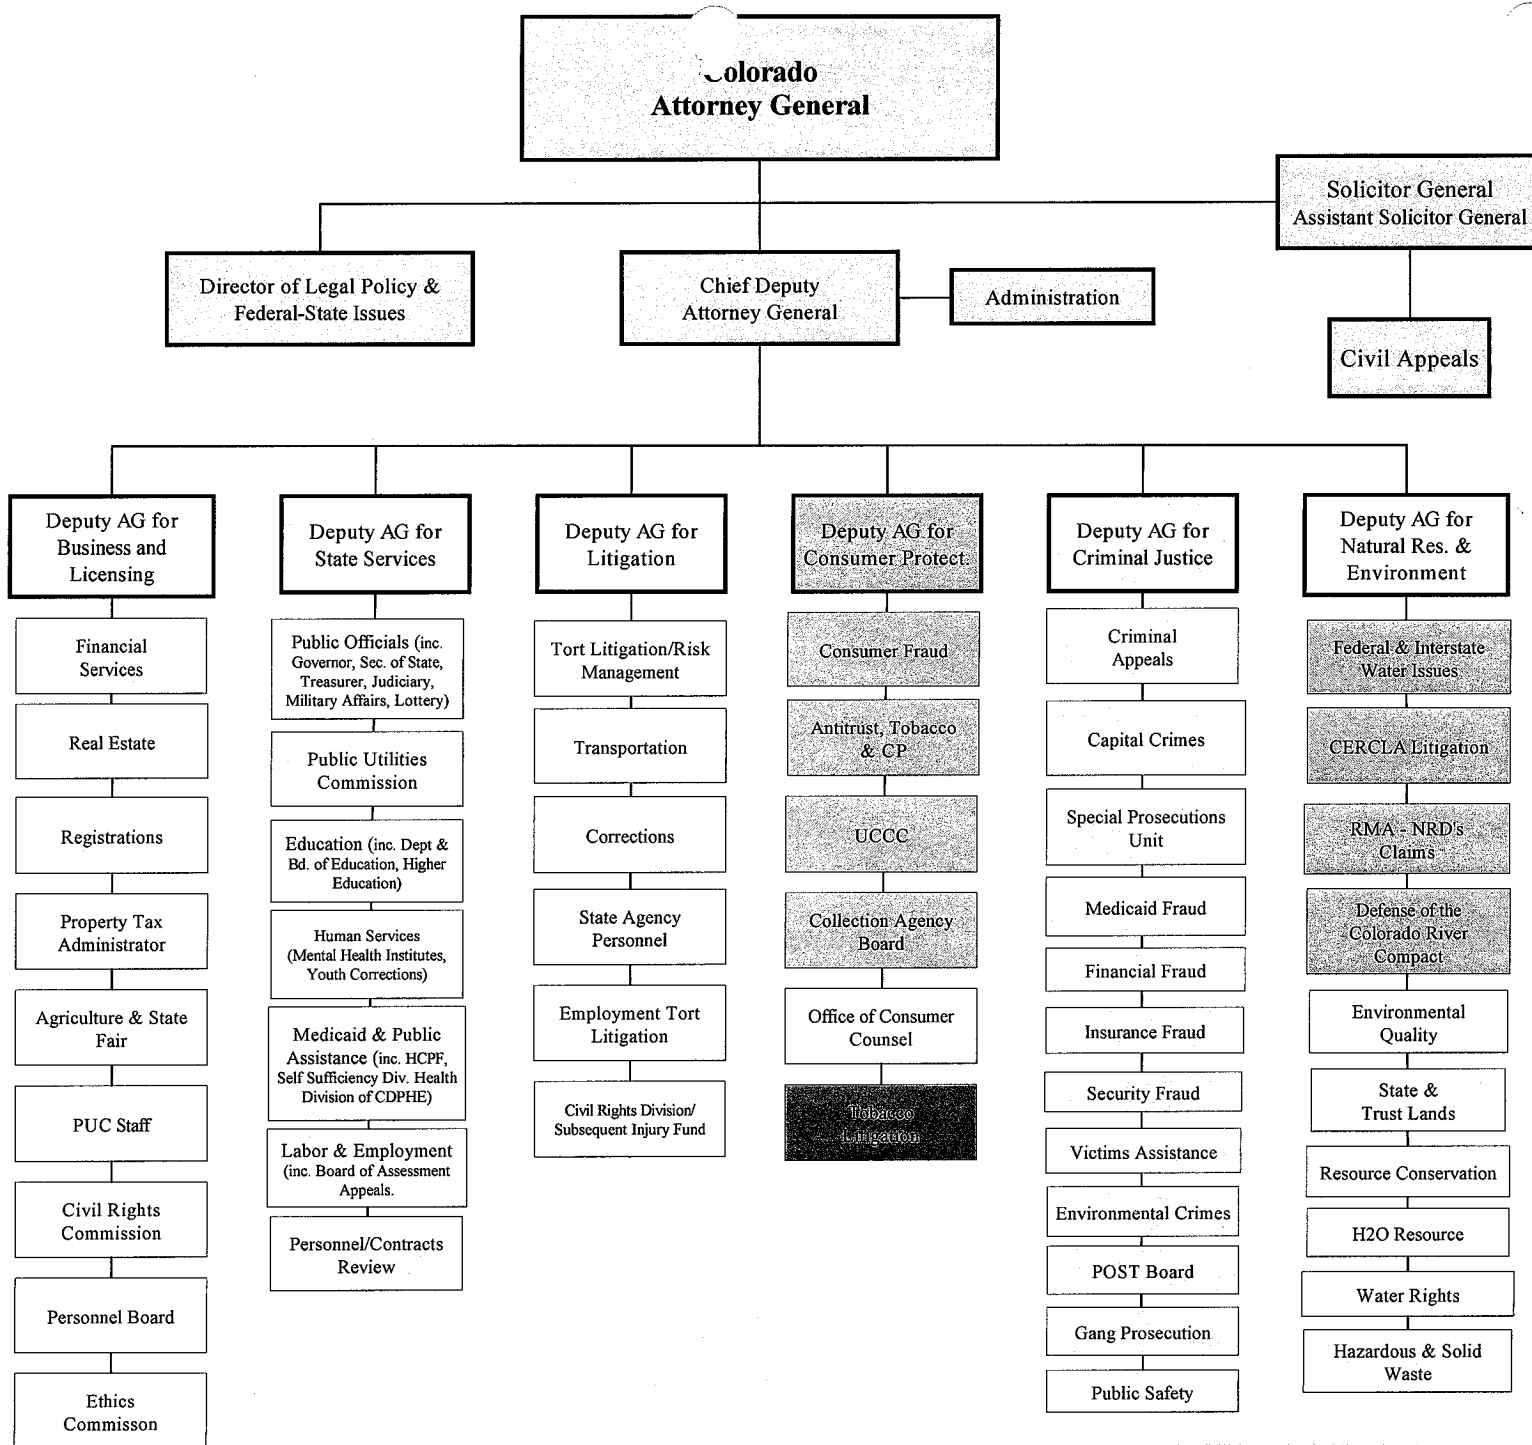 Colorado
Attorney General
Solicitor General
Assistant Solicitor General
Director of Legal Policy &
Federal-State Issues
Chief Deputy
Attorney General
Administration
Civil Appeals
Deputy AG for
Business and
Licensing
Financial
Services
Real Estate
Registrations
Property Tax
Administrator
Agriculture & State
Fair
PUC Staff
Civil Rights
Commission
Personnel Board
Ethics
Commisson
Deputy AG for
State Services
Public Officials (inc.
Governor, Sec. of State,
Treasurer, Judiciary,
Military Affairs, Lottery)
Public Utilities
Commission
Education (inc. Dept &
Bd. of Education, Higher
Education)
Human Services
(Mental Health Institutes,
Youth Corrections)
Medicaid & Public
Assistance (inc. HCPF,
Self Sufficiency Div. Health
Division of CDPHE)
Labor & Employment
(inc. Board of Assessment
Appeals.
Personnel/Contracts
Review
Deputy AG for
Litigation
Tort Litigation/Risk
Management
Transportation
Corrections
State Agency
Personnel
Employment Tort
Litigation
Civil Rights Division/
Subsequent Injury Fund
Deputy AG for
Consumer Protect.
Consumer Fraud
Antitrust, Tobacco
& CP
UCCC
Collection Agency
Board
Office of Consumer
Counsel
Tobacco
Litigation
Deputy AG for
Criminal Justice
Criminal
Appeals
Capital Crimes
Special Prosecutions
Unit
Medicaid Fraud
Financial Fraud
Insurance Fraud
Security Fraud
Victims Assistance
Environmental Crimes
POST Board
Gang Prosecution
Public Safety
Deputy AG for
Natural Res. &
Environment
Federal & Interstate
Water Issues
CERCLA Litigation
RMA - NRD's
Claims
Defense of the
Colorado River
Compact
Environmental
Quality
State &
Trust Lands
Resource Conservation
H2O Resource
Water Rights
Hazardous & Solid
Waste